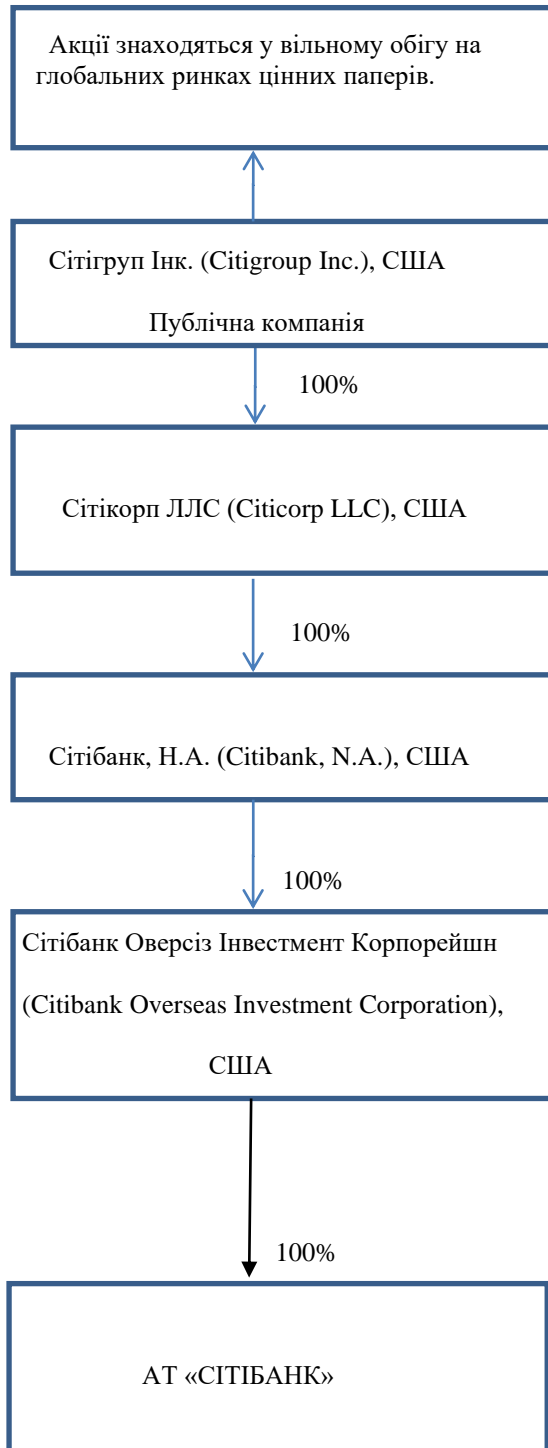 Акції знаходяться у вільному обігу на
глобальних ринках цінних паперів.
Сітігруп Інк. (Citigroup Inc.), США
Публічна компанія
100%
Сітікорп ЛЛС (Citicorp LLC), США
100%
Сітібанк, Н.А. (Citibank, N.A.), США
100%
Сітібанк Оверсіз Інвестмент Корпорейшн
(Citibank Overseas Investment Corporation),
США
100%
АТ «СІТІБАНК»